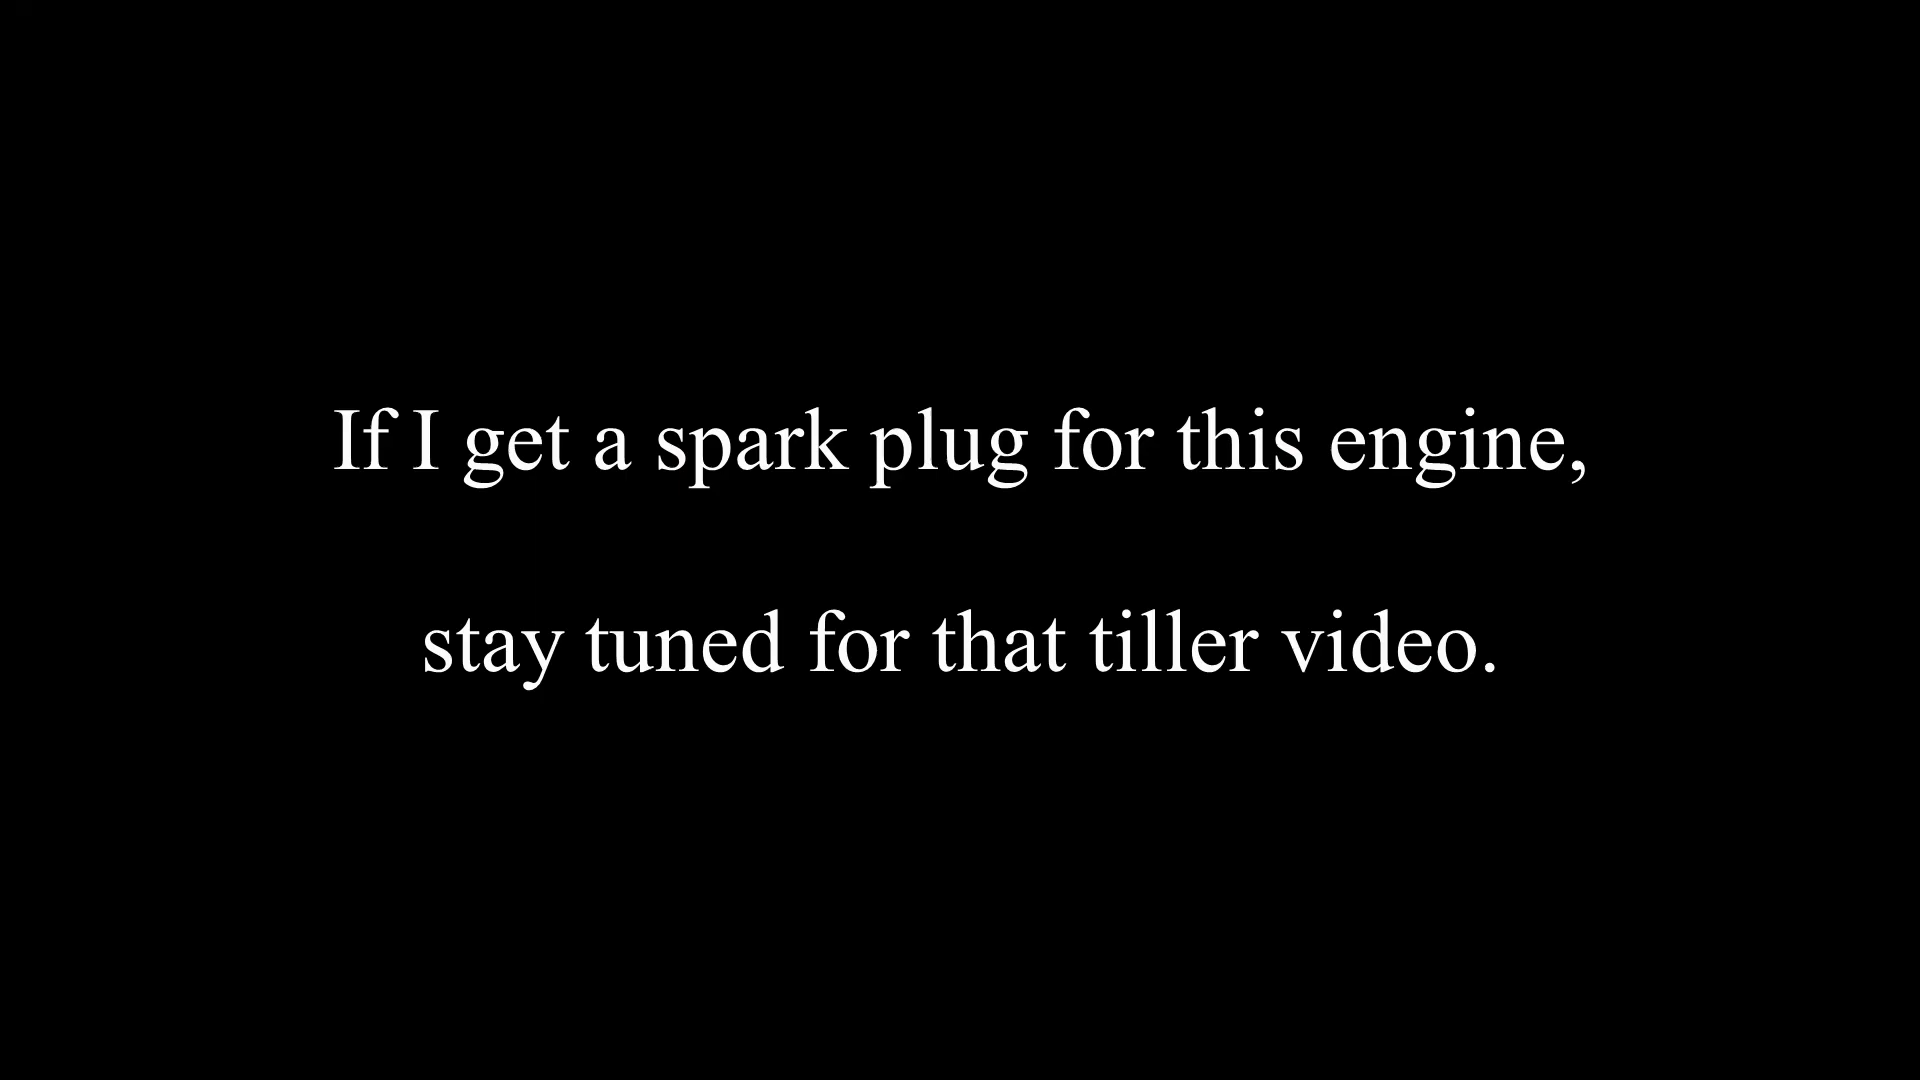 If I get a spark plug for this engine,
stay tuned for that tiller video.